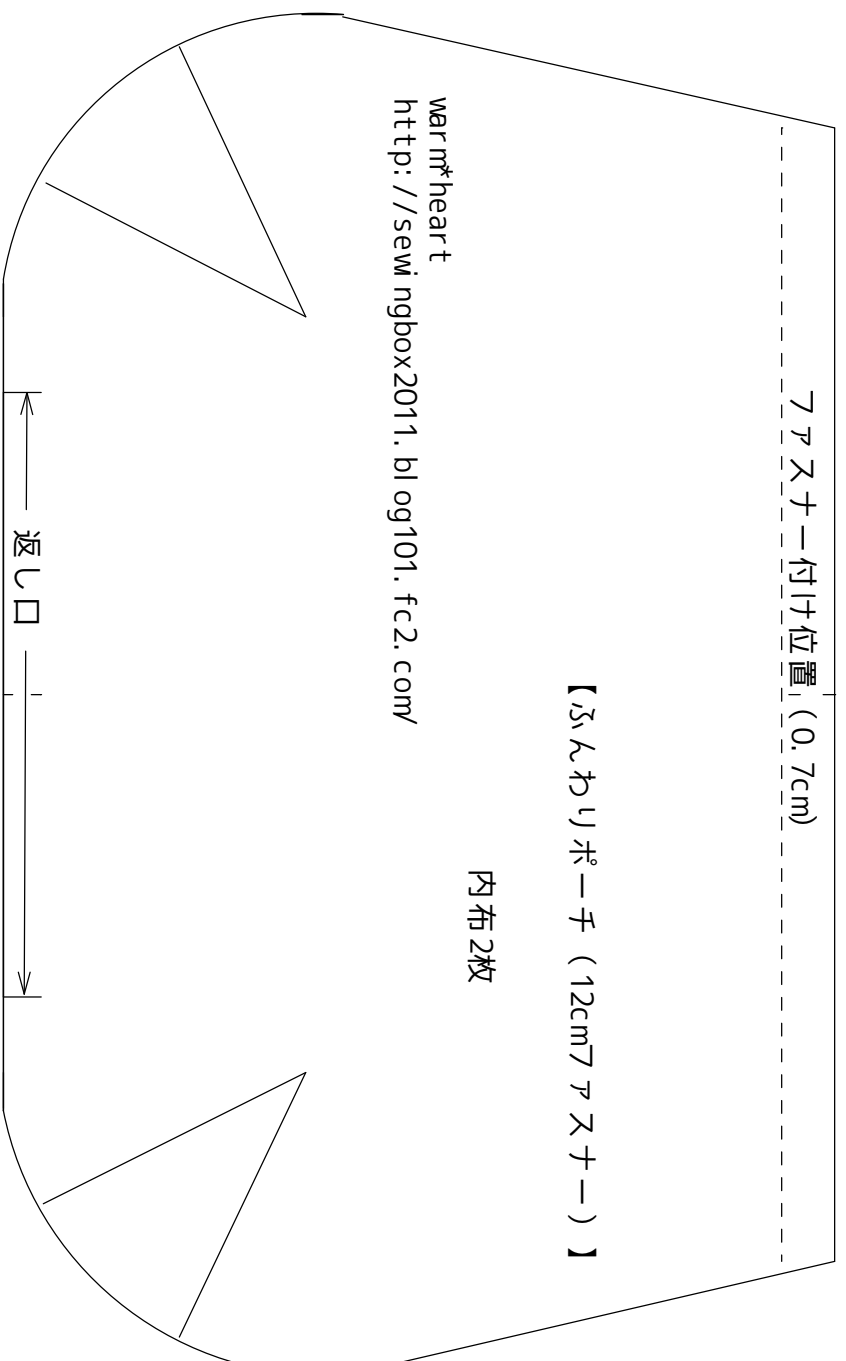 ファスナー付け位置（0.7cm)
【ふんわりポーチ（12cmファスナー）】
内布2枚
warm*heart
http://sewingbox2011.blog101.fc2.com/
返し口